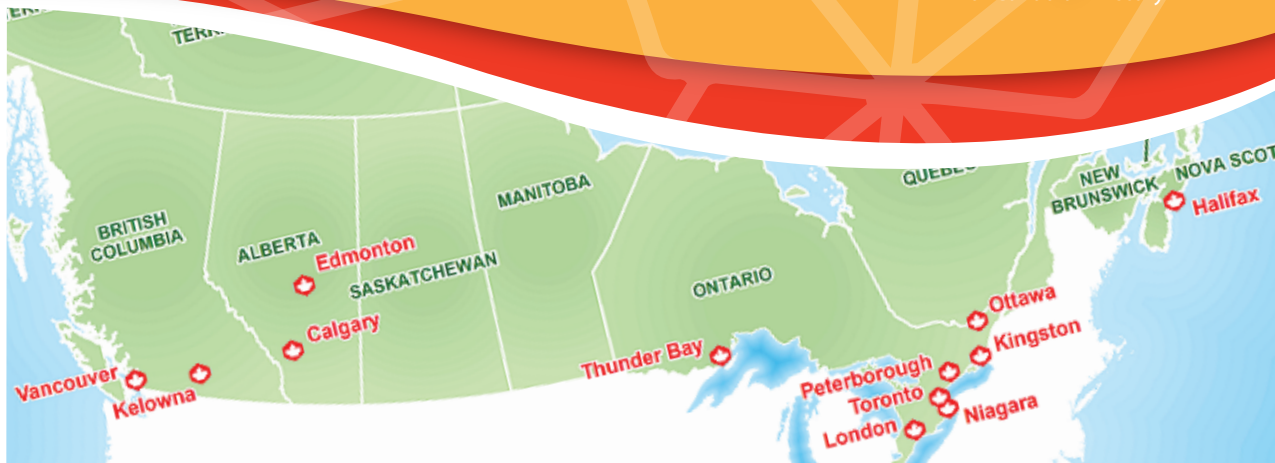 BRITISH
COLUMBIA
ALBERTA
Edmonton
SASKATCHEWAN
MANITOBA
ONTARIO
NEW
BRUNSWICK
Halifax
Calgary
Vancouver
Kelowna
Thunder Bay
Ottawa
Kingston
Peterborough
Toronto
Niagara
London